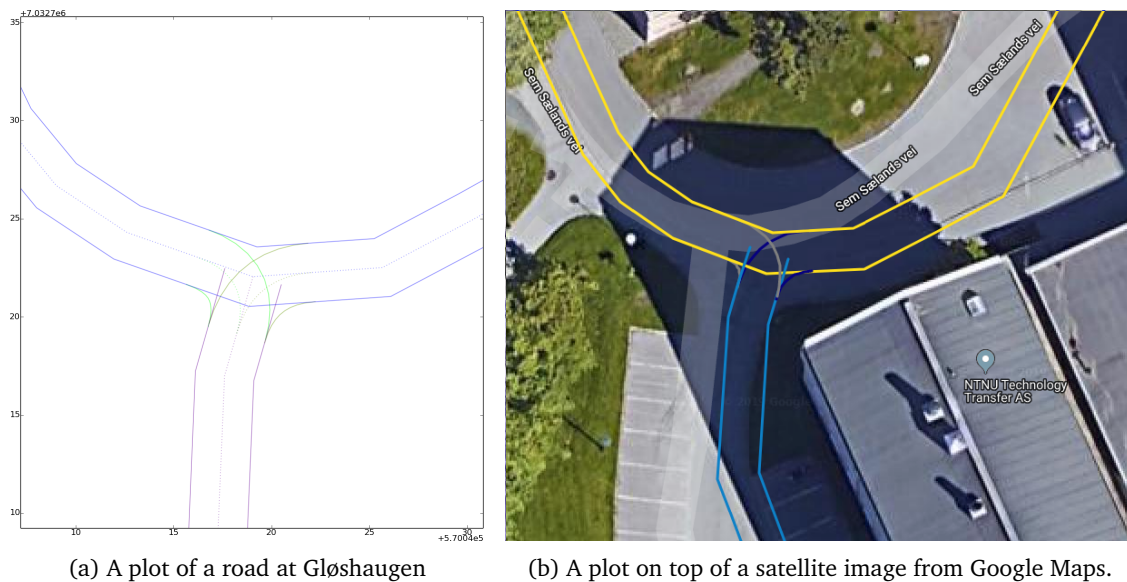 +7.0327e6
35
30
25
20
15
10
10
15
20
25
30
+5.7004e5
Sem Sælands vei
Sem Sælands vei
Sem Sælands vei
NTNU Technology
Transfer AS
(a) A plot of a road at Gløshaugen
(b) A plot on top of a satellite image from Google Maps.